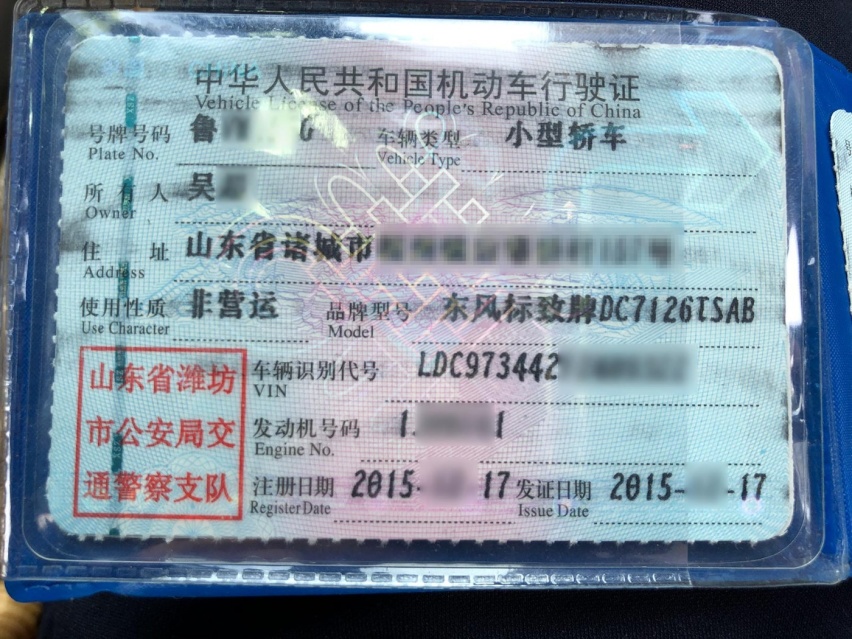 中华人民共和国机动车行驶证
Vehicle License of the People's Republic of China
号牌号码 鲁 G 车辆类型 小型轿车
Plate No. Vehicle Type
所有人 吴
Owner
住址 山东省诸城市
Address
使用性质 非营运 品牌型号 东风标致牌DC7126TSAB
Use Character Model
车辆识别代号 LDC973442
VIN
发动机号码 1 1
Engine No.
注册日期 2015- 17 发证日期 2015- -17
Register Date Issue Date
山东省潍坊
市公安局交
通警察支队